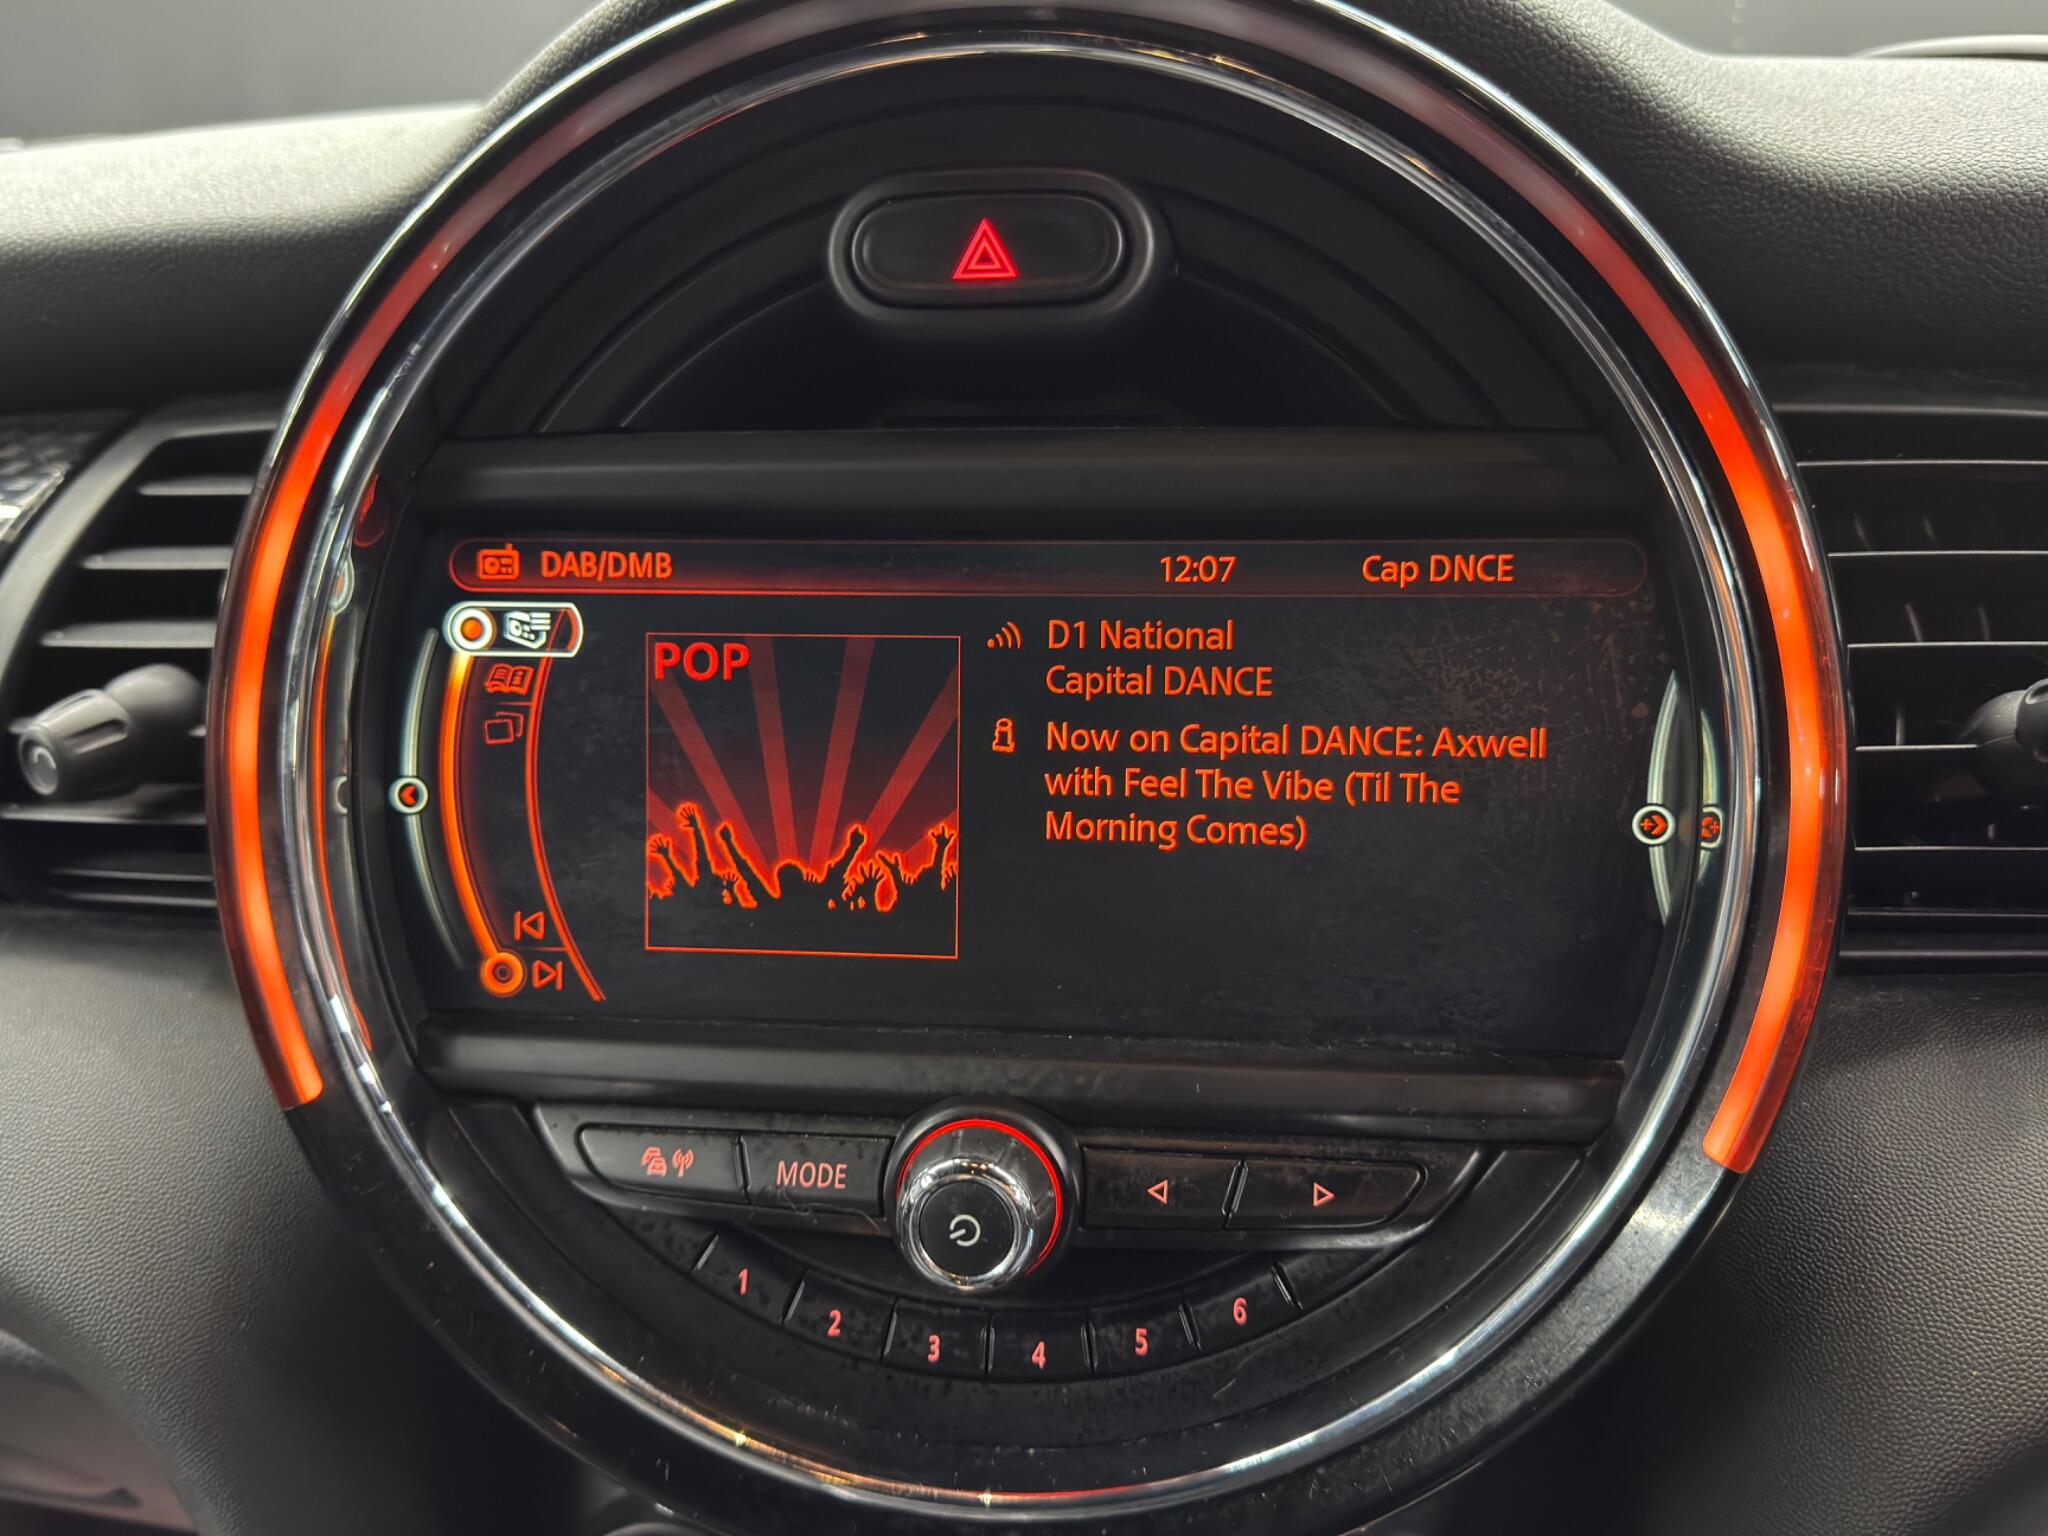 DAB/DMB 12:07 Cap DNCE
POP
D1 National
Capital DANCE
Now on Capital DANCE: Axwell
with Feel The Vibe (Til The
Morning Comes)
MODE
1 2 3 4 5 6